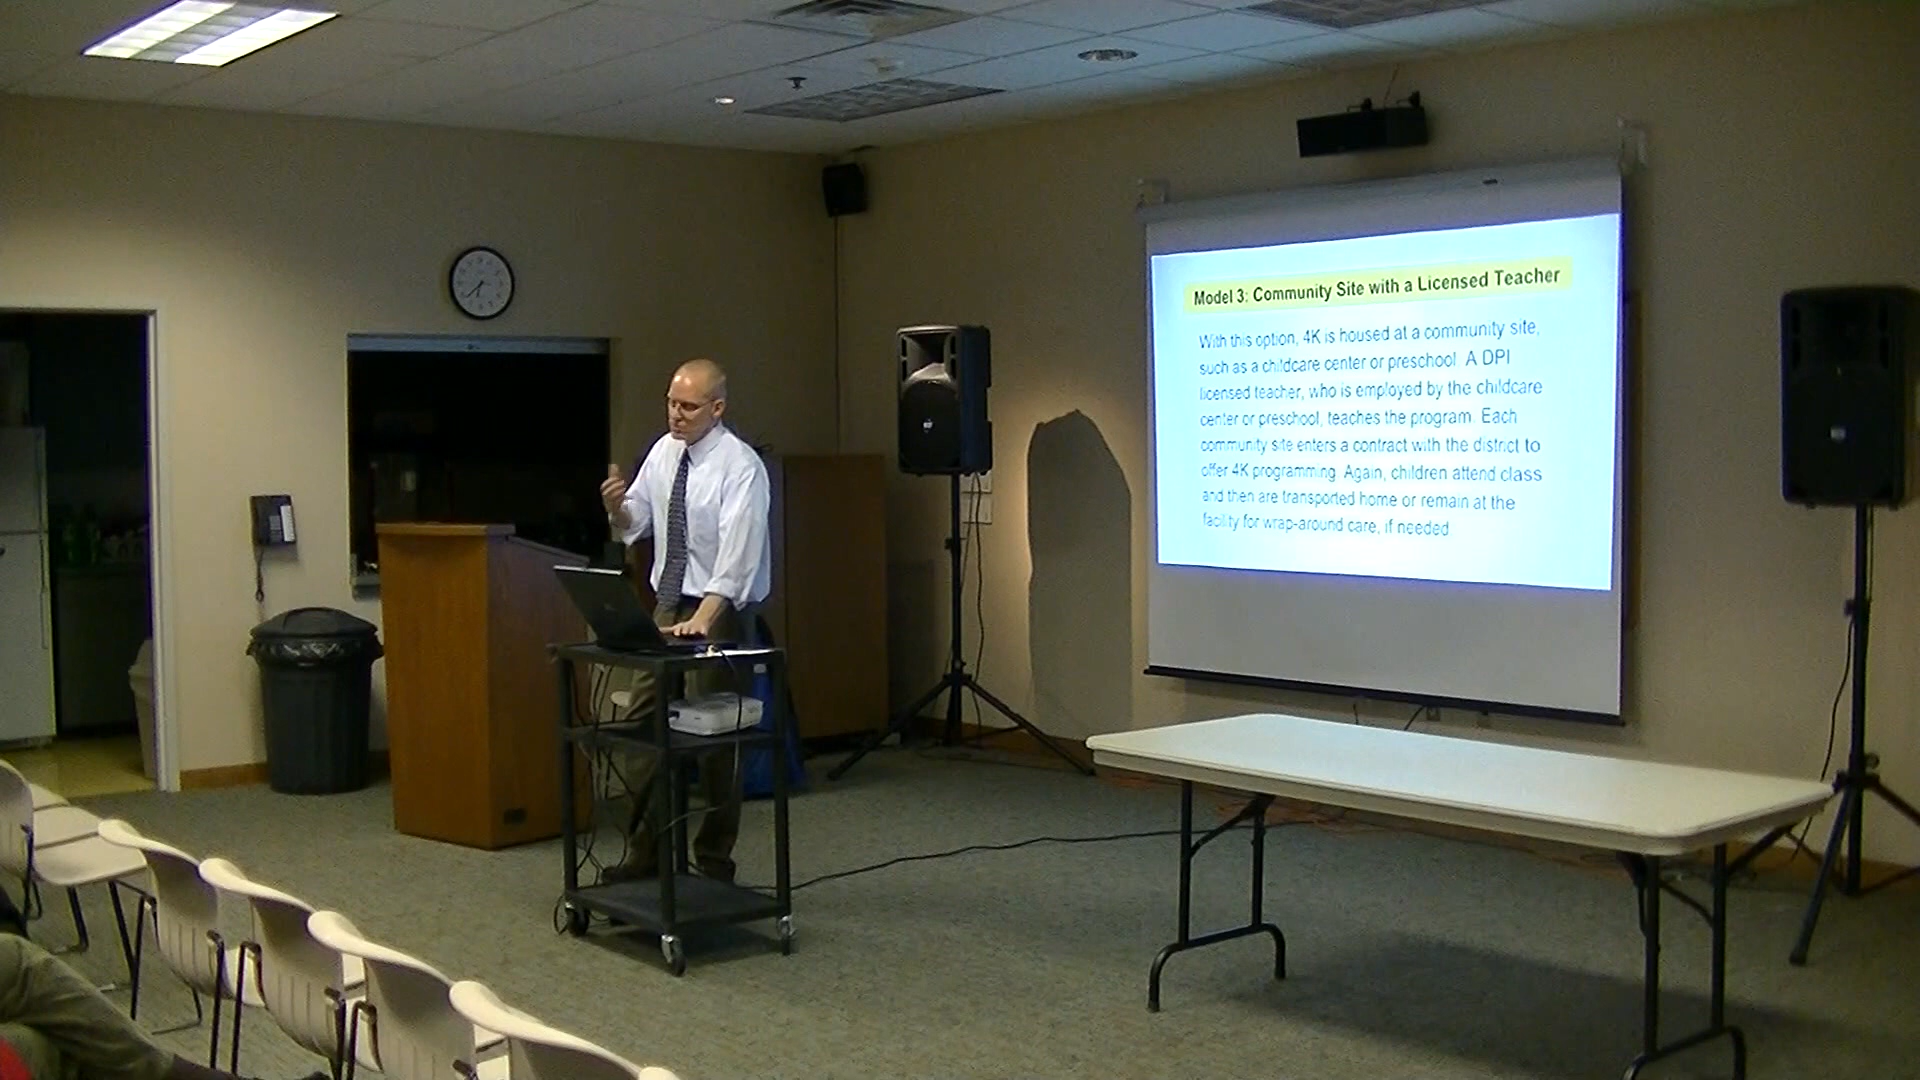 Model 3: Community Site with a Licensed Teacher
With this option, 4K is housed at a community site,
such as a childcare center or preschool. A DPI
licensed teacher, who is employed by the childcare
center or preschool, teaches the program. Each
community site enters a contract with the district to
offer 4K programming. Again, children attend class
and then are transported home or remain at the
facility for wrap-around care, if needed.